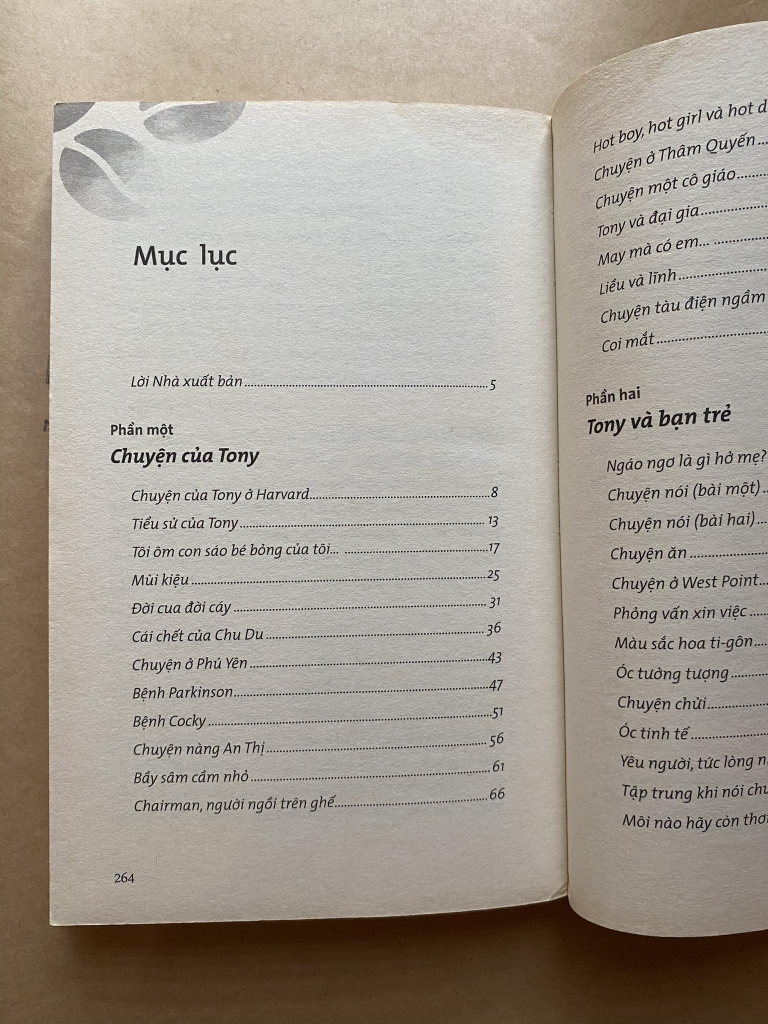 Mục lục
Lời Nhà xuất bản.....5
Phần một
Chuyện của Tony
Chuyện của Tony ở Harvard.....8
Tiểu sử của Tony.....13
Tôi ôm con sáo bé bỏng của tôi... .....17
Mùi kiệu.....25
Đời cua đời cáy.....31
Cái chết của Chu Du.....36
Chuyện ở Phú Yên.....43
Bệnh Parkinson.....47
Bệnh Cocky.....51
Chuyện nàng An Thị.....56
Bầy sâm cầm nhỏ.....61
Chairman, người ngồi trên ghế.....66
264
Hot boy, hot girl và hot
Chuyện ở Thâm Quyến.....
Chuyện một cô giáo.....
Tony và đại gia.....
May mà có em... .....
Liều và lĩnh.....
Chuyện tàu điện ngầm
Coi mắt.....
Phần hai
Tony và bạn trẻ
Ngáo ngơ là gì hở mẹ?
Chuyện nói (bài một).....
Chuyện nói (bài hai).....
Chuyện ăn.....
Chuyện ở West Point.....
Phỏng vấn xin việc.....
Màu sắc hoa ti-gôn.....
Óc tưởng tượng.....
Chuyện chửi.....
Óc tinh tế.....
Yêu người, tức lòng
Tập trung khi nói
Môi nào hãy còn